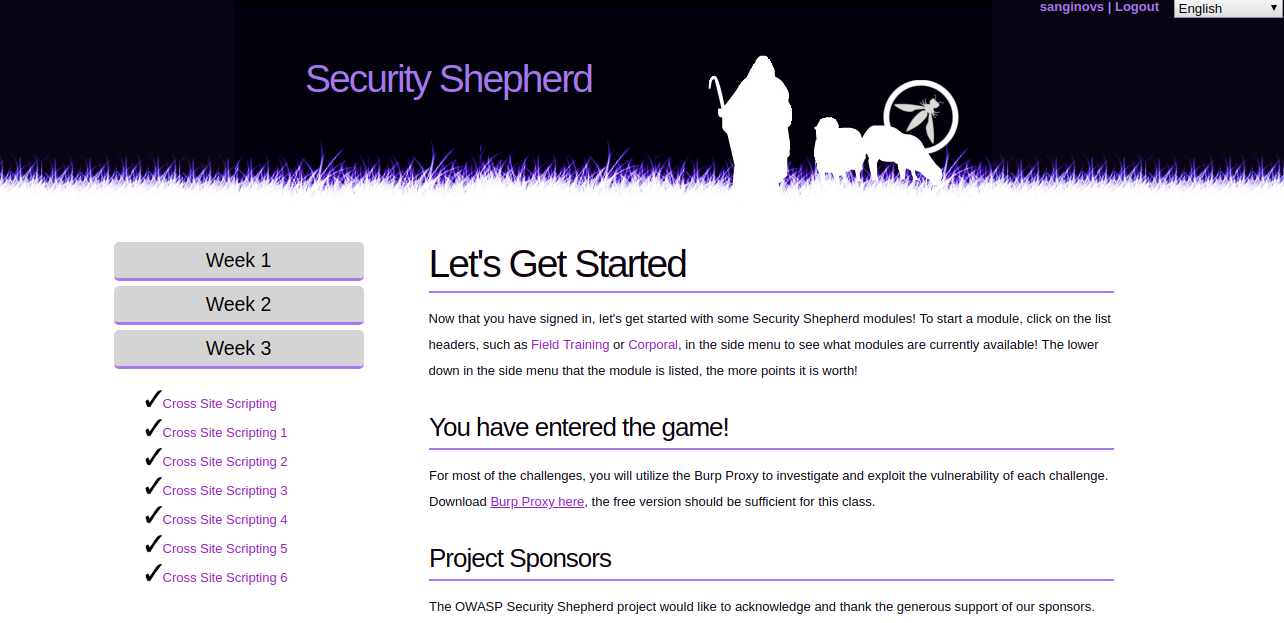 sanginovs | Logout
English
Security Shepherd
Week 1
Week 2
Week 3
Cross Site Scripting
Cross Site Scripting 1
Cross Site Scripting 2
Cross Site Scripting 3
Cross Site Scripting 4
Cross Site Scripting 5
Cross Site Scripting 6
Let's Get Started
Now that you have signed in, let's get started with some Security Shepherd modules! To start a module, click on the list
headers, such as Field Training or Corporal, in the side menu to see what modules are currently available! The lower
down in the side menu that the module is listed, the more points it is worth!
You have entered the game!
For most of the challenges, you will utilize the Burp Proxy to investigate and exploit the vulnerability of each challenge.
Download Burp Proxy here, the free version should be sufficient for this class.
Project Sponsors
The OWASP Security Shepherd project would like to acknowledge and thank the generous support of our sponsors.